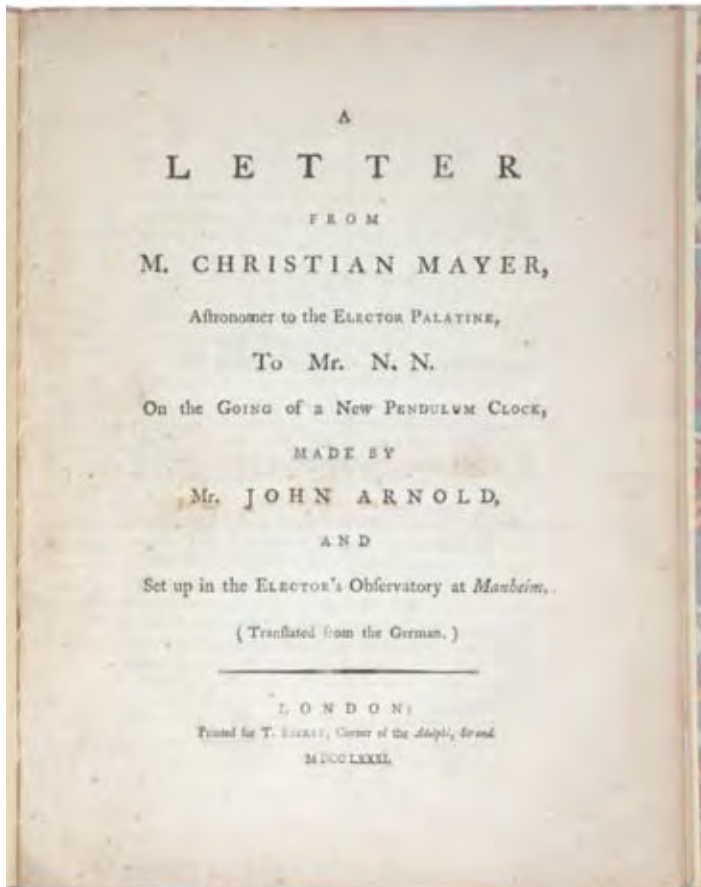 A
LETTER
FROM
M. CHRISTIAN MAYER,
Aſtronomer to the ELECTOR PALATINE,
To Mr. N. N.
On the GOING of a New PENDULUM CLOCK,
MADE BY
Mr. JOHN ARNOLD,
AND
Set up in the ELECTOR's Obſervatory at Manheim.
(Tranſlated from the German.)
LONDON:
Printed for T. Corner of the Adelphi, Strand
MDCCLXXXI.